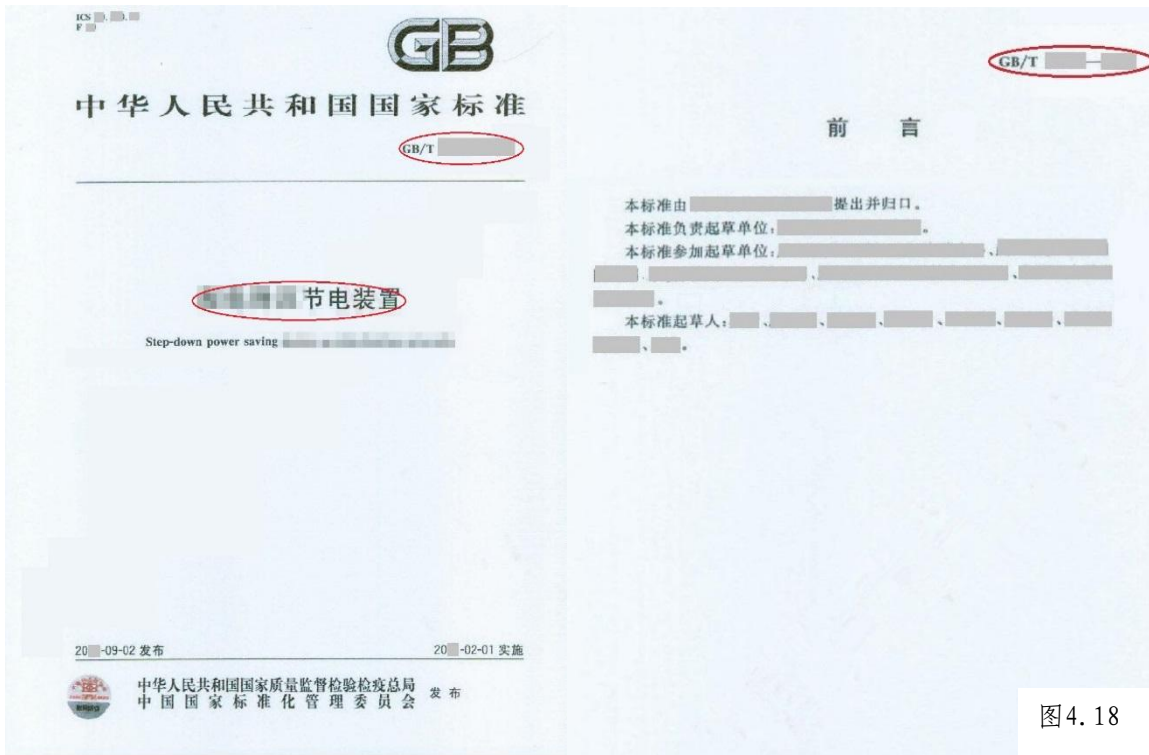 ICS
F
GB
中华人民共和国国家标准
GB/T
节电装置
Step-down power saving
20 -09-02 发布
20 -02-01 实施
中华人民共和国国家质量监督检验检疫总局
中国国家标准化管理委员会
发布
GB/T —
前言
本标准由 提出并归口。
本标准负责起草单位: 。
本标准参加起草单位: 、
、 、 、
。
本标准起草人: 、 、 、 、 、 、
、 。
图4.18